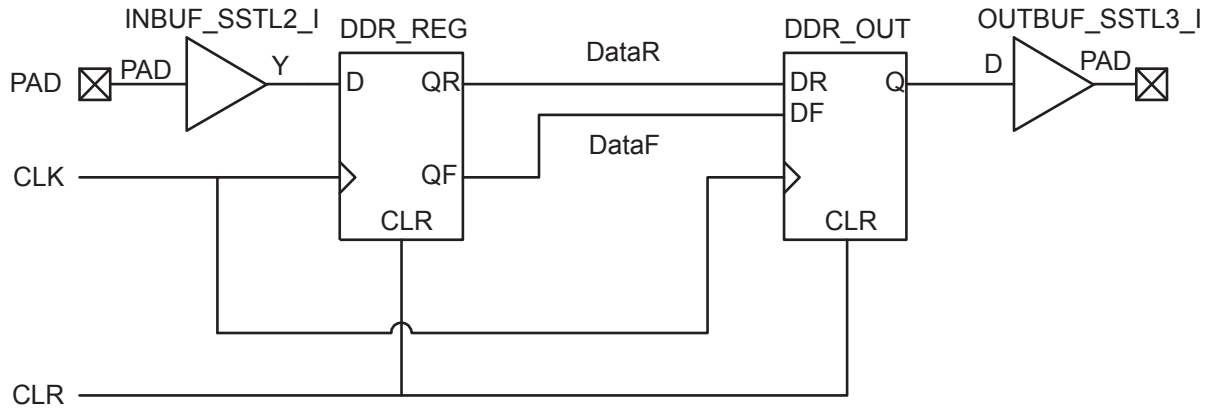 INBUF_SSTL2_I
DDR_REG
DDR_OUT
OUTBUF_SSTL3_I
PAD
PAD
Y
D
QR
DataR
DR
Q
D
PAD
DF
DataF
CLK
QF
CLR
CLR
CLR